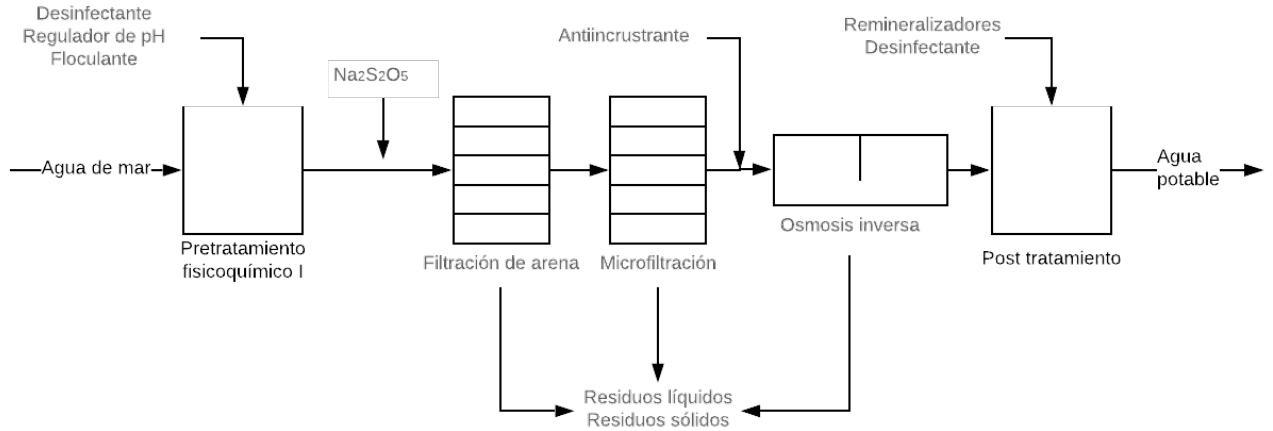 Desinfectante
Regulador de pH
Floculante
Na2S2O5
Antiincrustrante
Remineralizadores
Desinfectante
Agua de mar
Agua
potable
Pretratamiento
fisicoquímico I
Filtración de arena
Microfiltración
Osmosis inversa
Post tratamiento
Residuos líquidos
Residuos sólidos